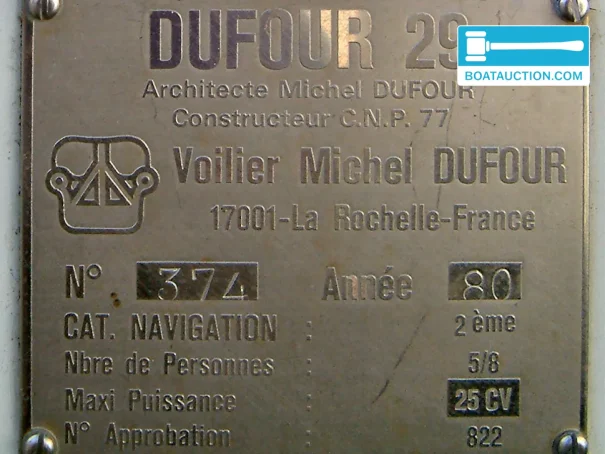 DUFOUR 29
BOATAUCTION.COM
Architecte Michel DUFOUR
Constructeur C.N.P. 77
Voilier Michel DUFOUR
17001-La Rochelle-France
N° 374 Année 80
CAT. NAVIGATION : 2 ème
Nbre de Personnes : 5/8
Maxi Puissance : 25 CV
N° Approbation : 822